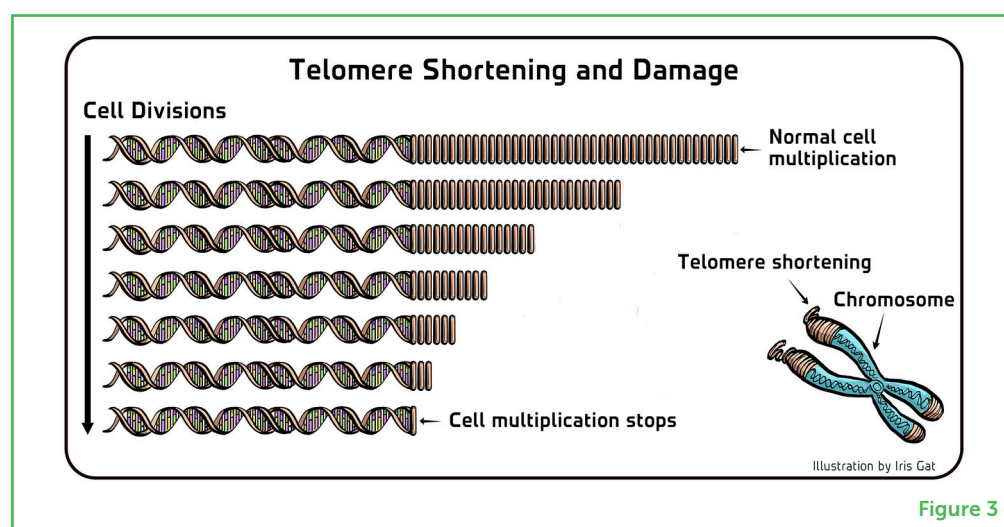 Telomere Shortening and Damage
Cell Divisions
Normal cell
multiplication
Telomere shortening
Chromosome
Cell multiplication stops
Illustration by Iris Gat
Figure 3